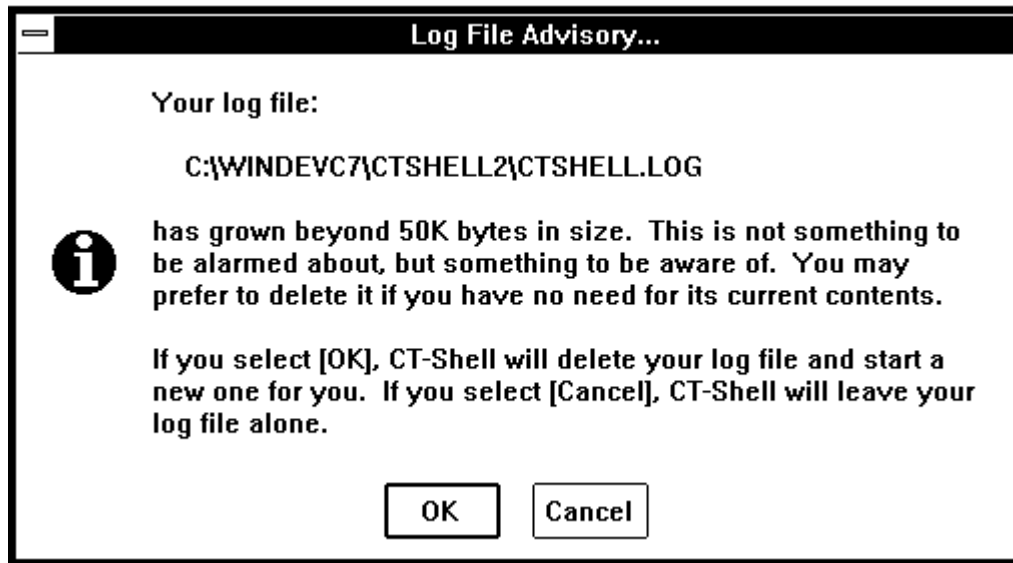 Log File Advisory...
Your log file:
C:\WINDEVC7\CTSHELL2\CTSHELL.LOG
has grown beyond 50K bytes in size.  This is not something to
be alarmed about, but something to be aware of.  You may
prefer to delete it if you have no need for its current contents.
If you select [OK], CT-Shell will delete your log file and start a
new one for you.  If you select [Cancel], CT-Shell will leave your
log file alone.
OK
Cancel